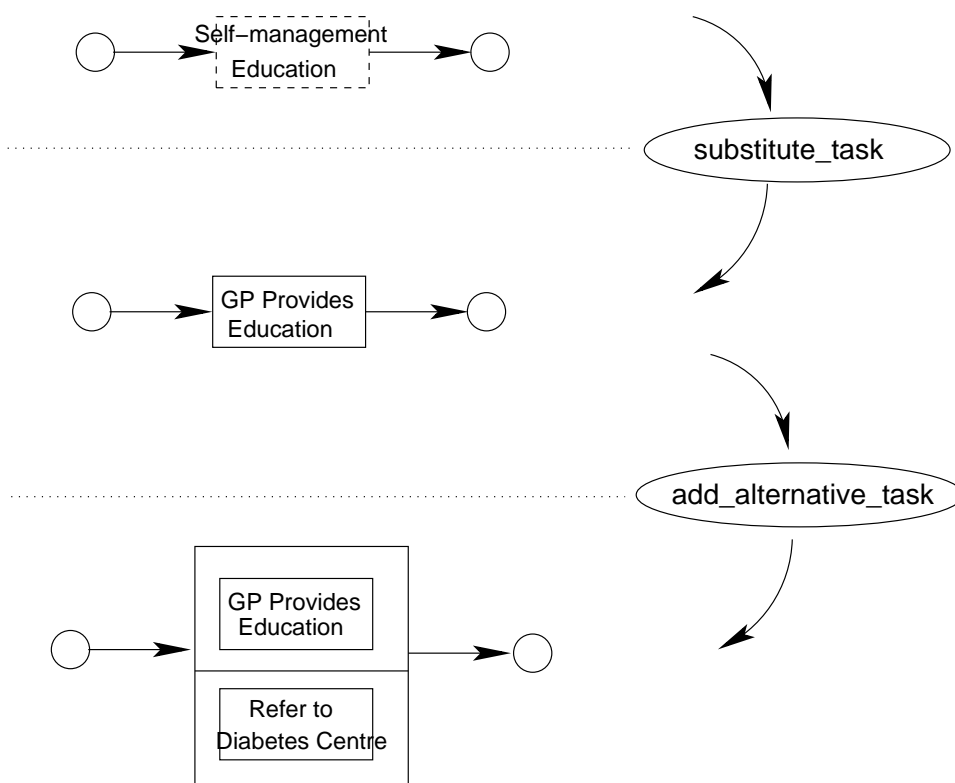 Self−management
Education
substitute_task
GP Provides
Education
add_alternative_task
GP Provides
Education
Refer to
Diabetes Centre